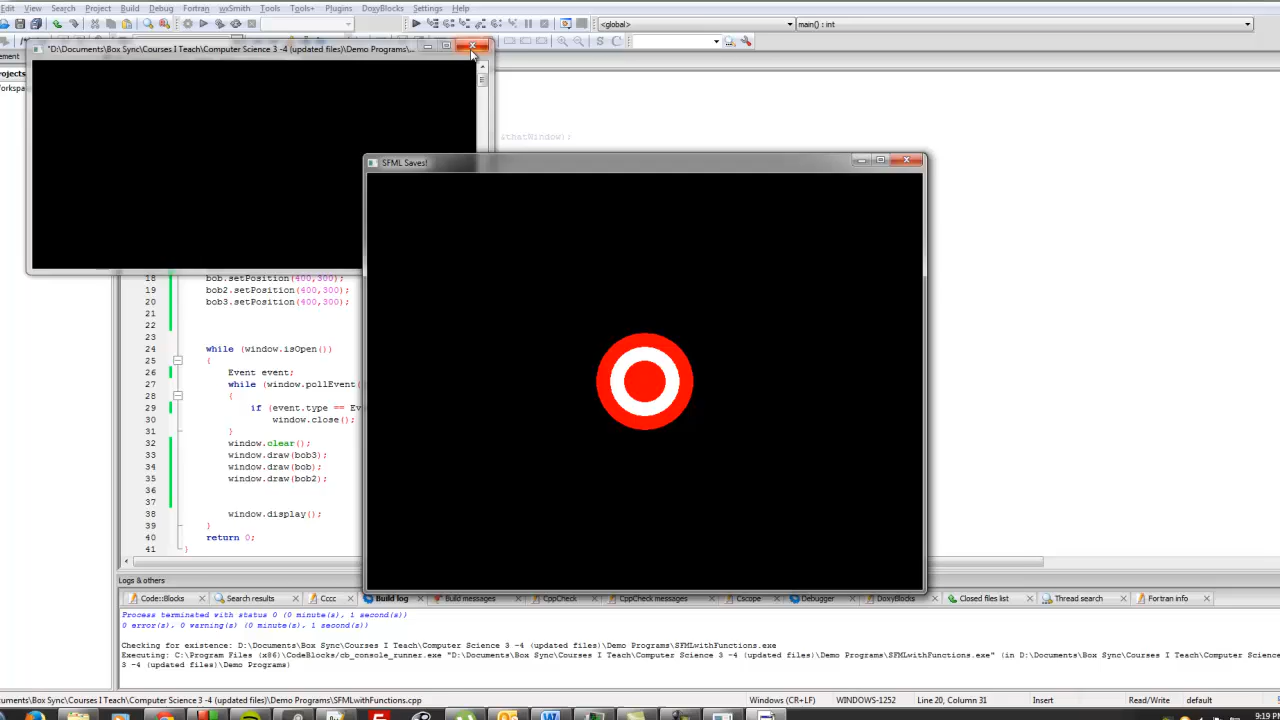 Edit View Search Project Build Debug Fortran wxSmith Tools Tools+ Plugins DoxyBlocks Settings Help
<global> main() : int
"D:\Documents\Box Sync\Courses I Teach\Computer Science 3 -4 (updated files)\Demo Programs\...
ement
rojects
Workspa
&thatWindow);
SFML Saves!
18 bob.setPosition(400,300);
19 bob2.setPosition(400,300);
20 bob3.setPosition(400,300);
21
22
23
24 while (window.isOpen())
25 {
26 Event event;
27 while (window.pollEvent(
28 {
29 if (event.type == Ev
30 window.close();
31 }
32 window.clear();
33 window.draw(bob3);
34 window.draw(bob);
35 window.draw(bob2);
36
37
38 window.display();
39 }
40 return 0;
41 }
Logs & others
Code::Blocks Search results Cccc Build log Build messages CppCheck CppCheck messages Cscope Debugger DoxyBlocks Closed files list Thread search Fortran info
Process terminated with status 0 (0 minute(s), 1 second(s))
0 error(s), 0 warning(s) (0 minute(s), 1 second(s))
Checking for existence: D:\Documents\Box Sync\Courses I Teach\Computer Science 3 -4 (updated files)\Demo Programs\SFMLwithFunctions.exe
Executing: C:\Program Files (x86)\CodeBlocks/cb_console_runner.exe "D:\Documents\Box Sync\Courses I Teach\Computer Science 3 -4 (updated files)\Demo Programs\SFMLwithFunctions.exe" (in D:\Documents\Box Sync\Courses I Teach\Computer Science
3 -4 (updated files)\Demo Programs)
uments\Box Sync\Courses I Teach\Computer Science 3 -4 (updated files)\Demo Programs\SFMLwithFunctions.cpp Windows (CR+LF) WINDOWS-1252 Line 20, Column 31 Insert Read/Write default
9:19 P